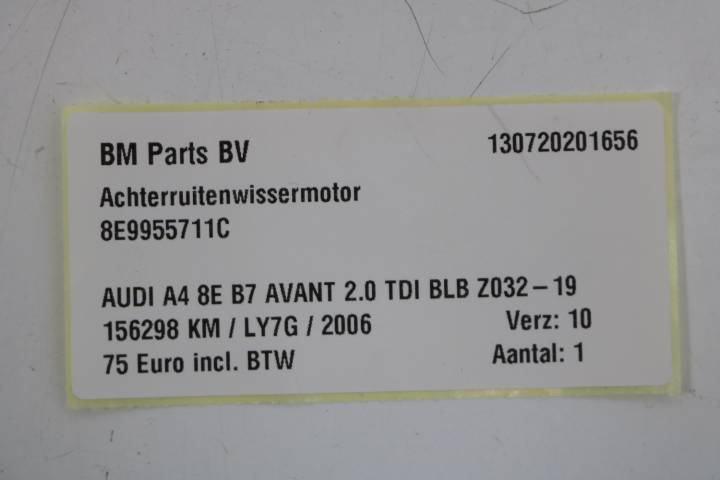 BM Parts BV 130720201656
Achterruitenwissermotor
8E9955711C
AUDI A4 8E B7 AVANT 2.0 TDI BLB Z032-19
156298 KM / LY7G / 2006 Verz: 10
75 Euro incl. BTW Aantal: 1